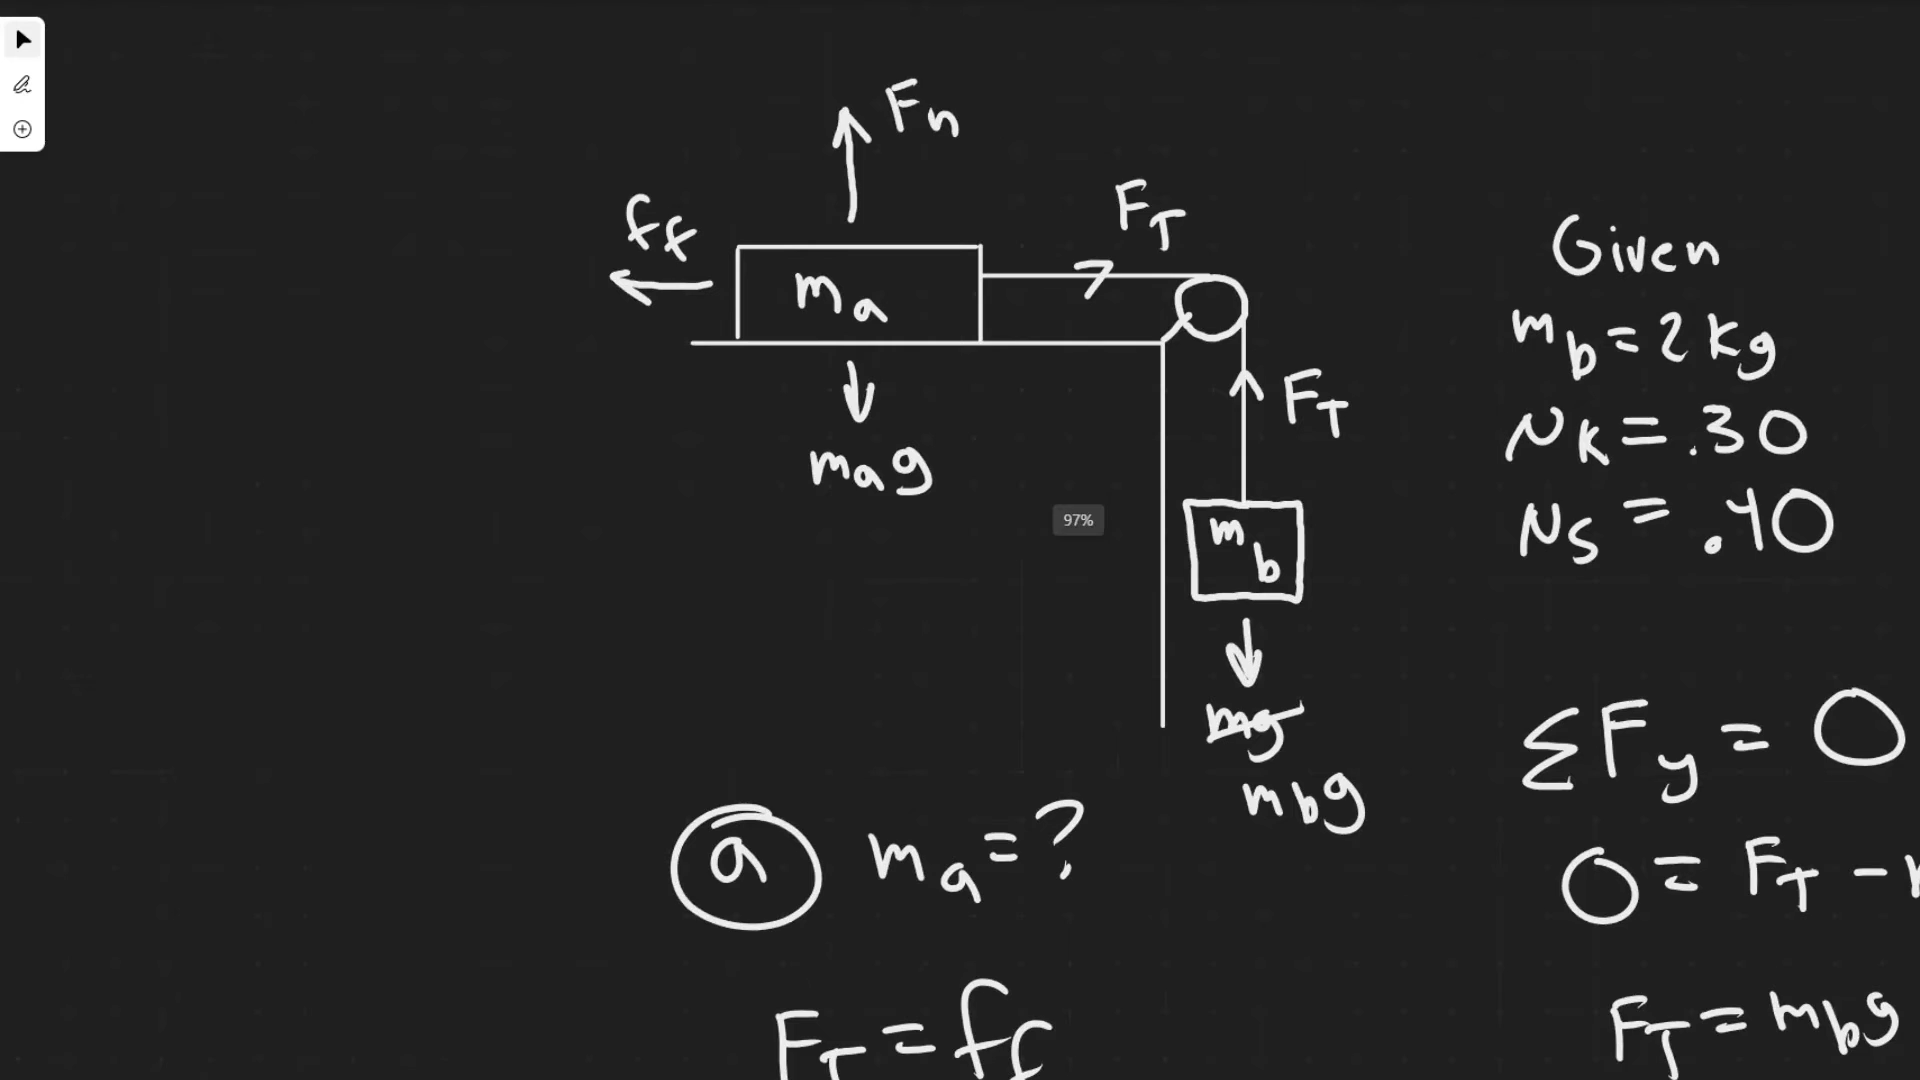 Fn
ff
FT
ma
mag
FT
mb
mg
mbg
Given
mb = 2 kg
μK = .30
μS = .40
97%
ΣFy = 0
0 = FT -
FT = mbg
a ma = ?
FT = ff